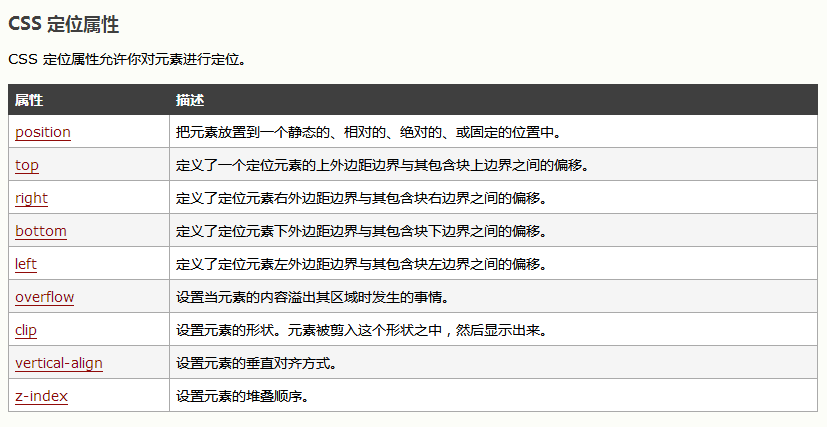 CSS 定位属性
CSS 定位属性允许你对元素进行定位。
属性 描述
position 把元素放置到一个静态的、相对的、绝对的、或固定的位置中。
top 定义了一个定位元素的上外边距边界与其包含块上边界之间的偏移。
right 定义了定位元素右外边距边界与其包含块右边界之间的偏移。
bottom 定义了定位元素下外边距边界与其包含块下边界之间的偏移。
left 定义了定位元素左外边距边界与其包含块左边界之间的偏移。
overflow 设置当元素的内容溢出其区域时发生的事情。
clip 设置元素的形状。元素被剪入这个形状之中，然后显示出来。
vertical-align 设置元素的垂直对齐方式。
z-index 设置元素的堆叠顺序。